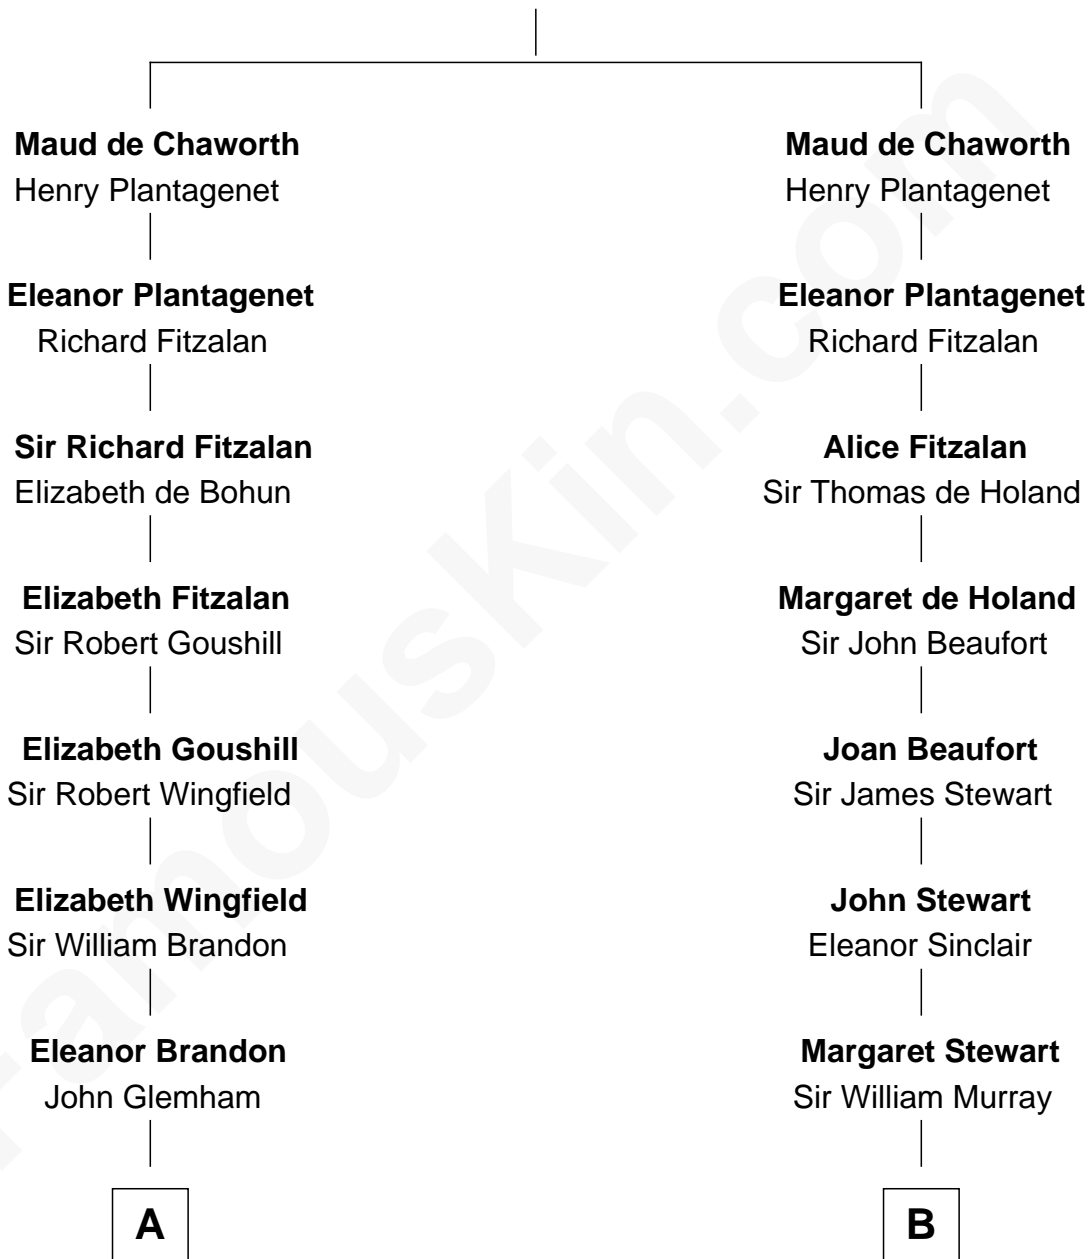 Maud de Chaworth
Henry Plantagenet
Eleanor Plantagenet
Richard Fitzalan
Sir Richard Fitzalan
Elizabeth de Bohun
Elizabeth Fitzalan
Sir Robert Goushill
Elizabeth Goushill
Sir Robert Wingfield
Elizabeth Wingfield
Sir William Brandon
Eleanor Brandon
John Glemham
A
Maud de Chaworth
Henry Plantagenet
Eleanor Plantagenet
Richard Fitzalan
Alice Fitzalan
Sir Thomas de Holand
Margaret de Holand
Sir John Beaufort
Joan Beaufort
Sir James Stewart
John Stewart
Eleanor Sinclair
Margaret Stewart
Sir William Murray
B
FamousKin.com